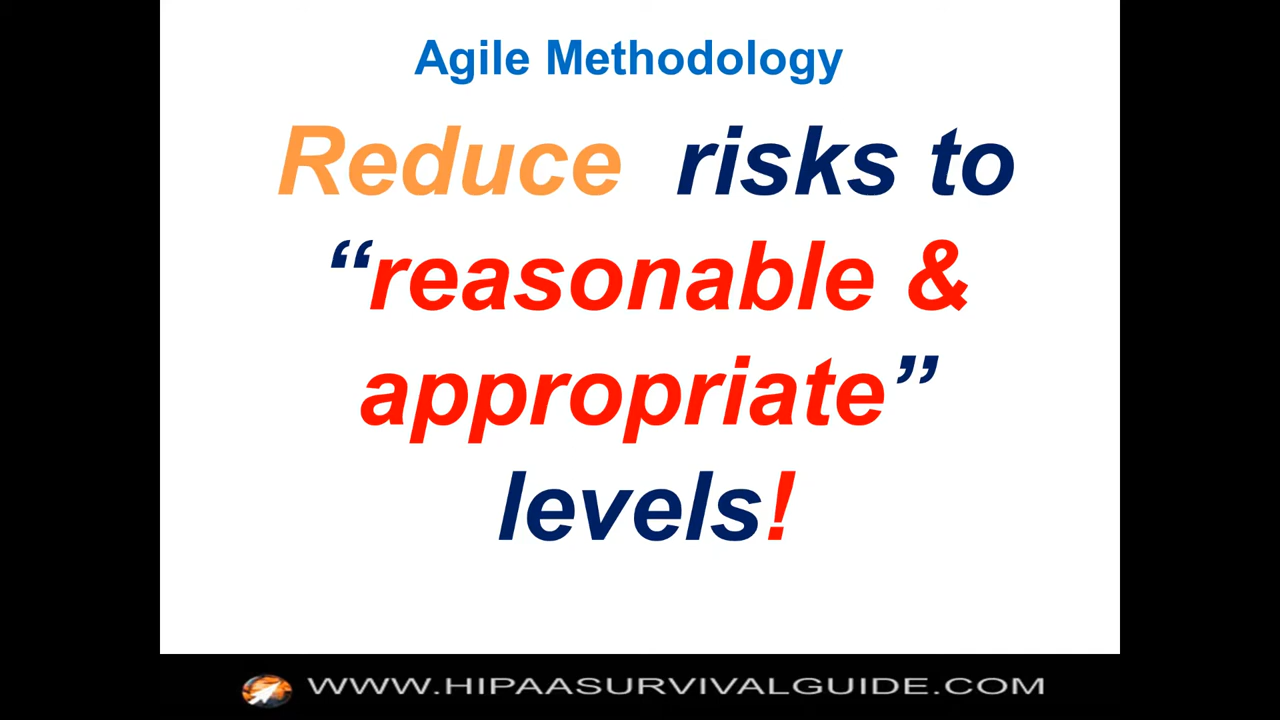 Agile Methodology
Reduce risks to
“reasonable &
appropriate”
levels!
WWW.HIPAASURVIVALGUIDE.COM